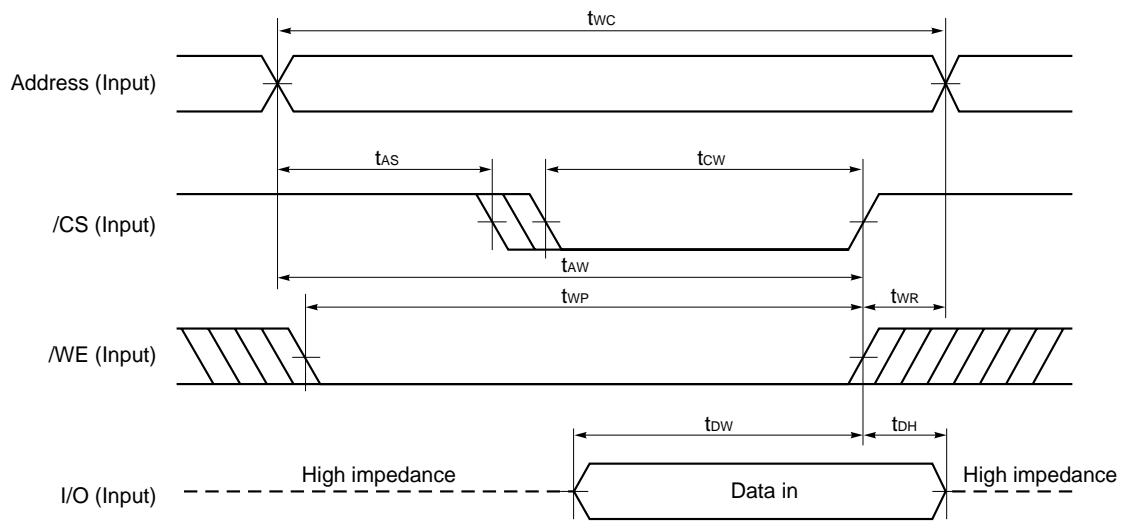 tWC
Address (Input)
tAS
tCW
/CS (Input)
tAW
tWP
tWR
/WE (Input)
tDW
tDH
High impedance
High impedance
I/O (Input)
Data in